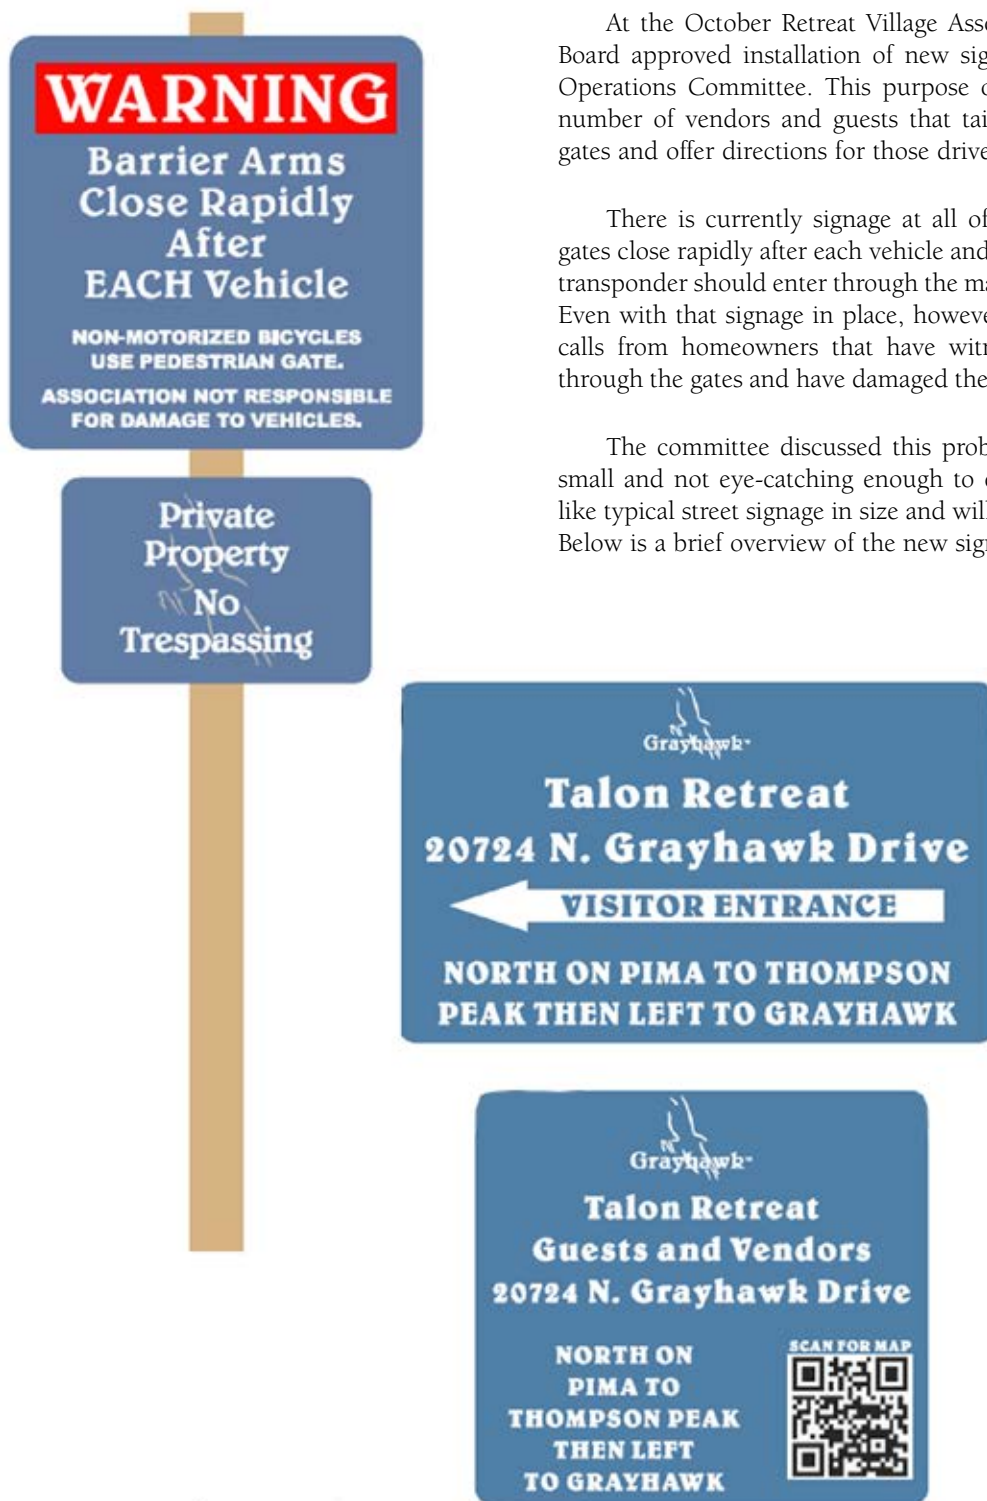 WARNING
Barrier Arms
Close Rapidly
After
EACH Vehicle
NON-MOTORIZED BICYCLES
USE PEDESTRIAN GATE.
ASSOCIATION NOT RESPONSIBLE
FOR DAMAGE TO VEHICLES.
Private
Property
No
Trespassing
At the October Retreat Village Asso
Board approved installation of new sig
Operations Committee. This purpose o
number of vendors and guests that tai
gates and offer directions for those drive
There is currently signage at all of
gates close rapidly after each vehicle and
transponder should enter through the ma
Even with that signage in place, howeve
calls from homeowners that have witn
through the gates and have damaged the
The committee discussed this prob
small and not eye-catching enough to
like typical street signage in size and will
Below is a brief overview of the new sign
Grayhawk™
Talon Retreat
20724 N. Grayhawk Drive
VISITOR ENTRANCE
NORTH ON PIMA TO THOMPSON
PEAK THEN LEFT TO GRAYHAWK
Grayhawk™
Talon Retreat
Guests and Vendors
20724 N. Grayhawk Drive
NORTH ON
PIMA TO
THOMPSON PEAK
THEN LEFT
TO GRAYHAWK
SCAN FOR MAP